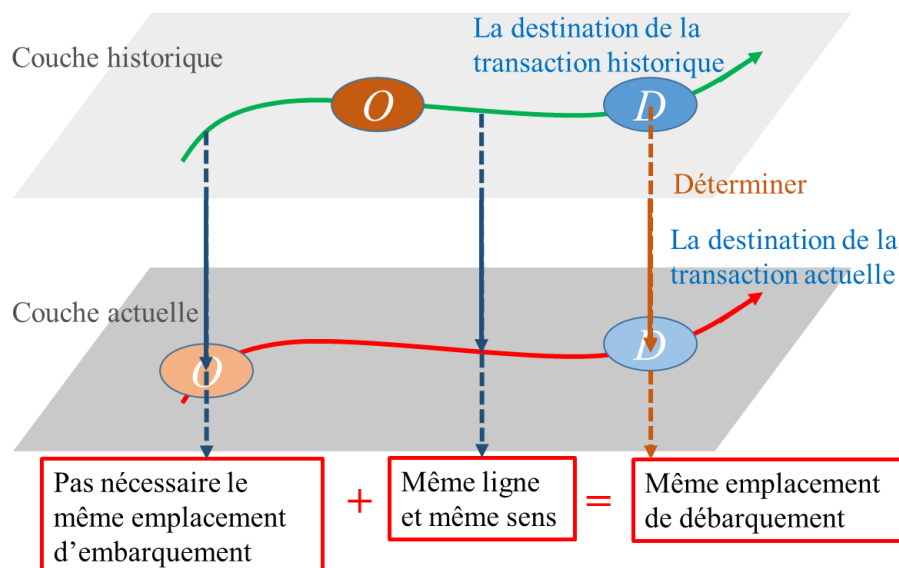 Couche historique
La destination de la
transaction historique
O
D
Déterminer
La destination de la
transaction actuelle
Couche actuelle
O
D
Pas nécessaire le
même emplacement
d’embarquement
+
Même ligne
et même sens
=
Même emplacement
de débarquement